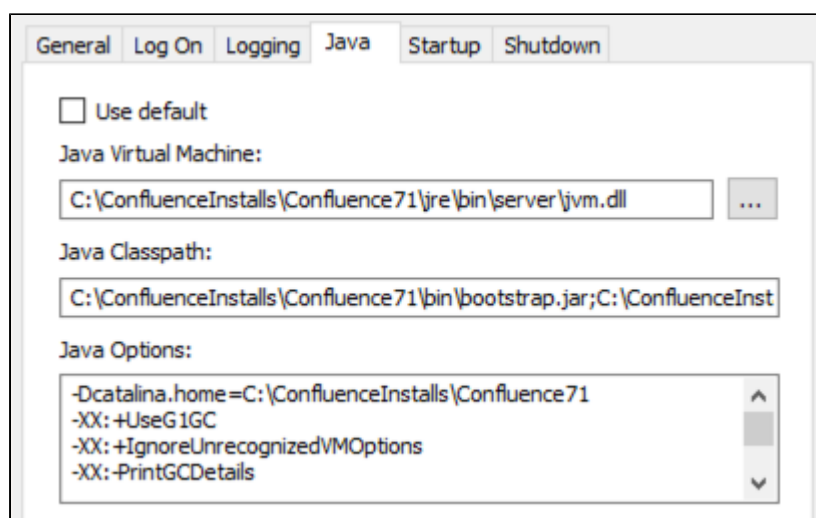 General Log On Logging Java Startup Shutdown
Use default
Java Virtual Machine:
C:\ConfluenceInstalls\Confluence71\jre\bin\server\jvm.dll ...
Java Classpath:
C:\ConfluenceInstalls\Confluence71\bin\bootstrap.jar;C:\ConfluenceInst
Java Options:
-Dcatalina.home=C:\ConfluenceInstalls\Confluence71
-XX:+UseG1GC
-XX:+IgnoreUnrecognizedVMOptions
-XX:-PrintGCDetails